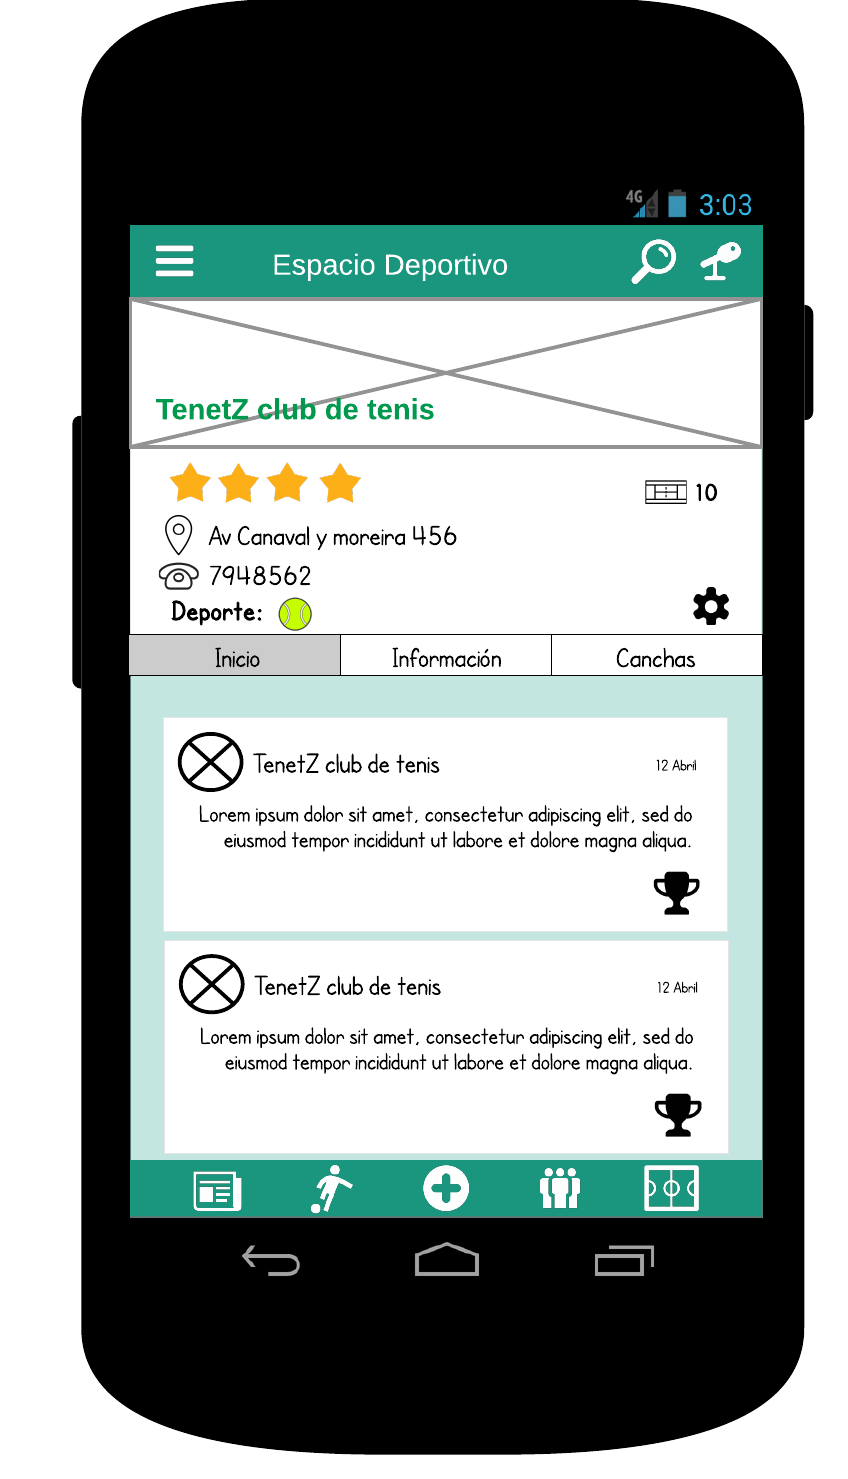 4G 3:03
Espacio Deportivo
TenetZ club de tenis
10
Av Canaval y moreira 456
7948562
Deporte:
Inicio Información Canchas
TenetZ club de tenis 12 Abril
Lorem ipsum dolor sit amet, consectetur adipiscing elit, sed do
eiusmod tempor incididunt ut labore et dolore magna aliqua.
TenetZ club de tenis 12 Abril
Lorem ipsum dolor sit amet, consectetur adipiscing elit, sed do
eiusmod tempor incididunt ut labore et dolore magna aliqua.